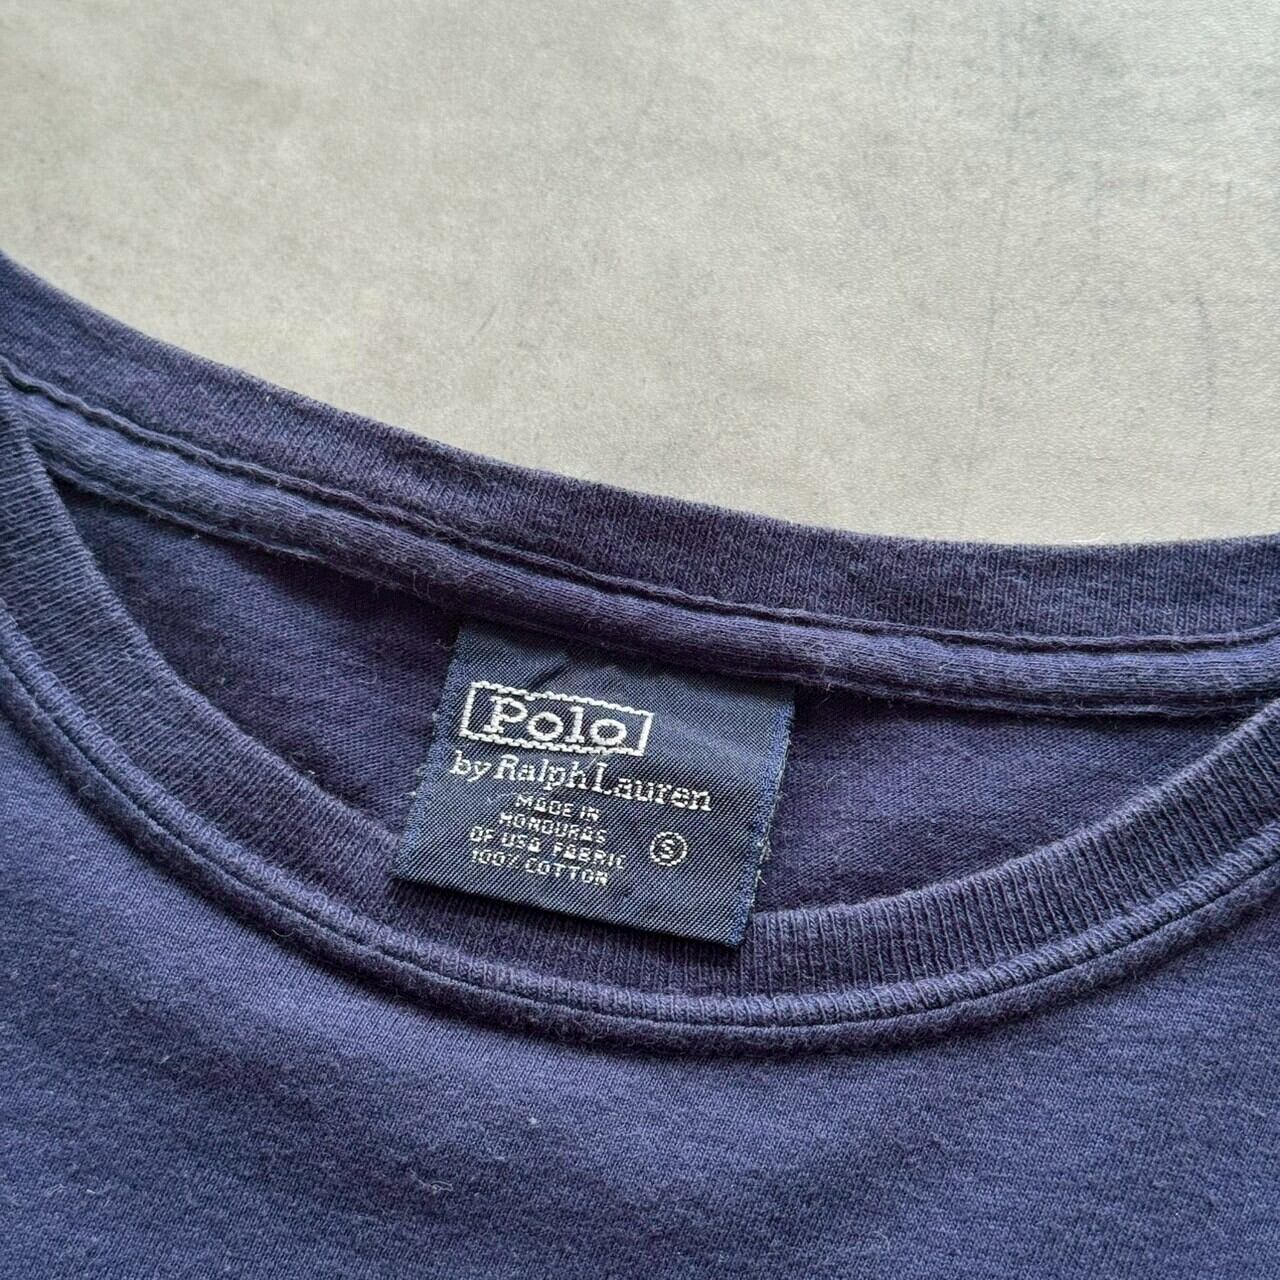 Polo
by Ralph Lauren
MADE IN
HONDURAS
OF USA FABRIC
100% COTTON
S